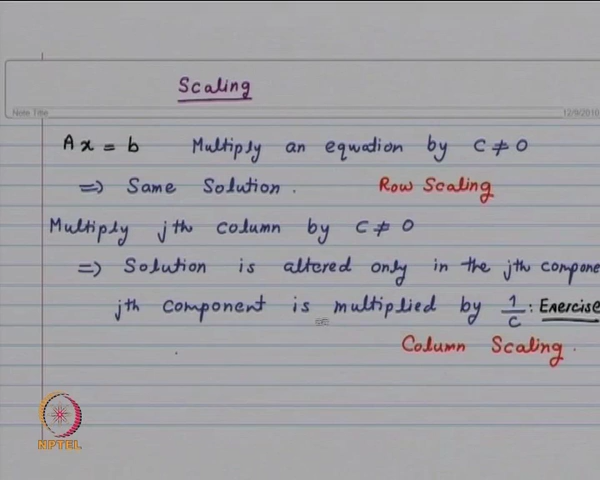 Scaling
Note Title
12/9/2010
Ax = b Multiply an equation by C ≠ 0
=> Same Solution. Row Scaling
Multiply jth column by C ≠ 0
=> Solution is altered only in the jth compone
jth component is multiplied by 1/C : Exercise
Column Scaling.
NPTEL